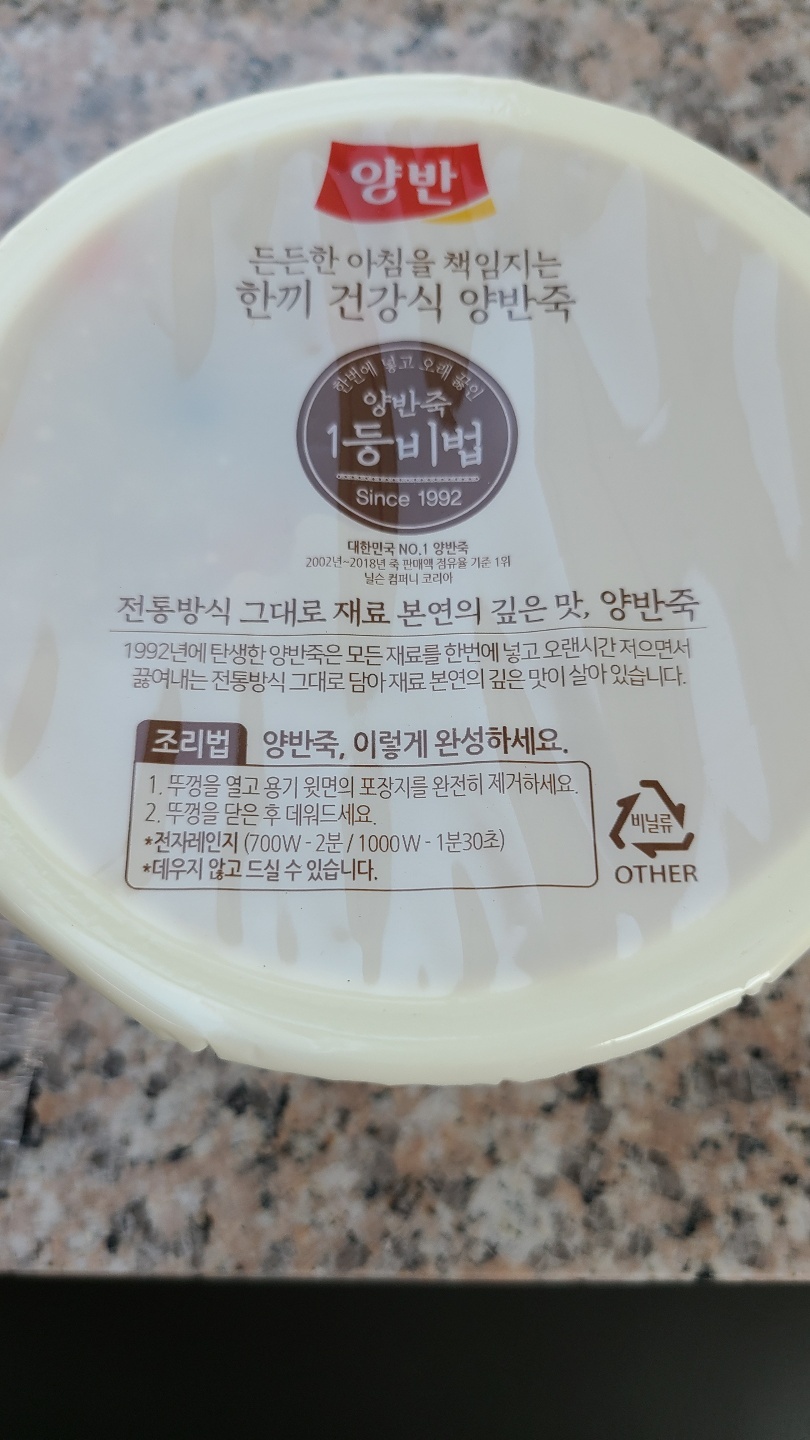 양반
든든한 아침을 책임지는
한끼 건강식 양반죽
한번에 넣고 오래 끓인
양반죽
1등비법
Since 1992
대한민국 NO.1 양반죽
2002년~2018년 죽 판매액 점유율 기준 1위
닐슨 컴퍼니 코리아
전통방식 그대로 재료 본연의 깊은 맛, 양반죽
1992년에 탄생한 양반죽은 모든 재료를 한번에 넣고 오랜시간 저으면서
끓여내는 전통방식 그대로 담아 재료 본연의 깊은 맛이 살아 있습니다.
조리법 양반죽, 이렇게 완성하세요.
1. 뚜껑을 열고 용기 윗면의 포장지를 완전히 제거하세요.
2. 뚜껑을 닫은 후 데워드세요.
*전자레인지 (700W - 2분 / 1000W - 1분30초)
*데우지 않고 드실 수 있습니다.
비닐류
OTHER